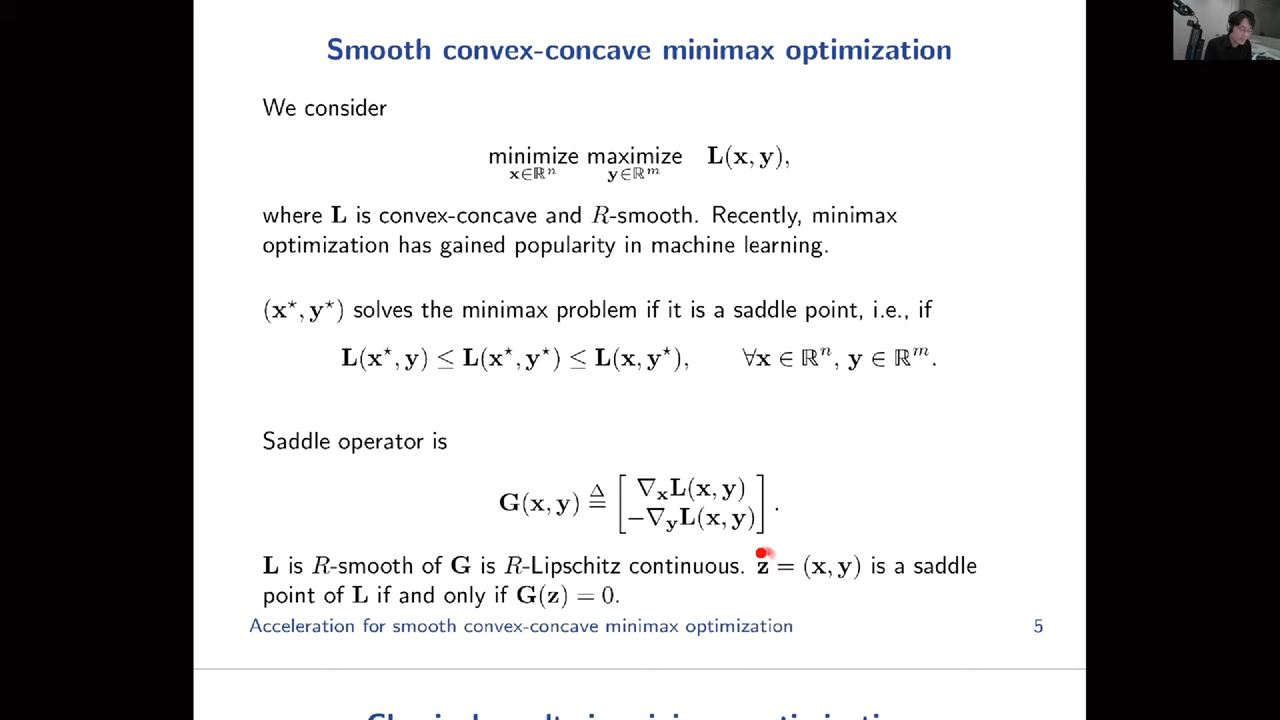 Smooth convex-concave minimax optimization
We consider
minimize maximize L(x, y),
x∈ℝⁿ y∈ℝᵐ
where L is convex-concave and R-smooth. Recently, minimax
optimization has gained popularity in machine learning.
(x⋆, y⋆) solves the minimax problem if it is a saddle point, i.e., if
L(x⋆, y) ≤ L(x⋆, y⋆) ≤ L(x, y⋆), ∀x ∈ ℝⁿ, y ∈ ℝᵐ.
Saddle operator is
G(x, y) ≜ [∇ₓL(x, y)
−∇ᵧL(x, y)].
L is R-smooth of G is R-Lipschitz continuous. z = (x, y) is a saddle
point of L if and only if G(z) = 0.
Acceleration for smooth convex-concave minimax optimization 5